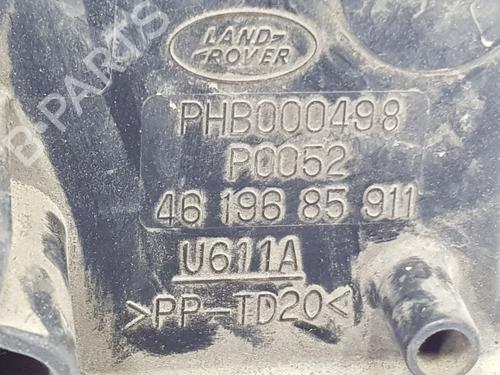 LAND-
ROVER
PHB000498
P0052
46 196 85 911
U611A
>PP-TD20<
B-PARTS